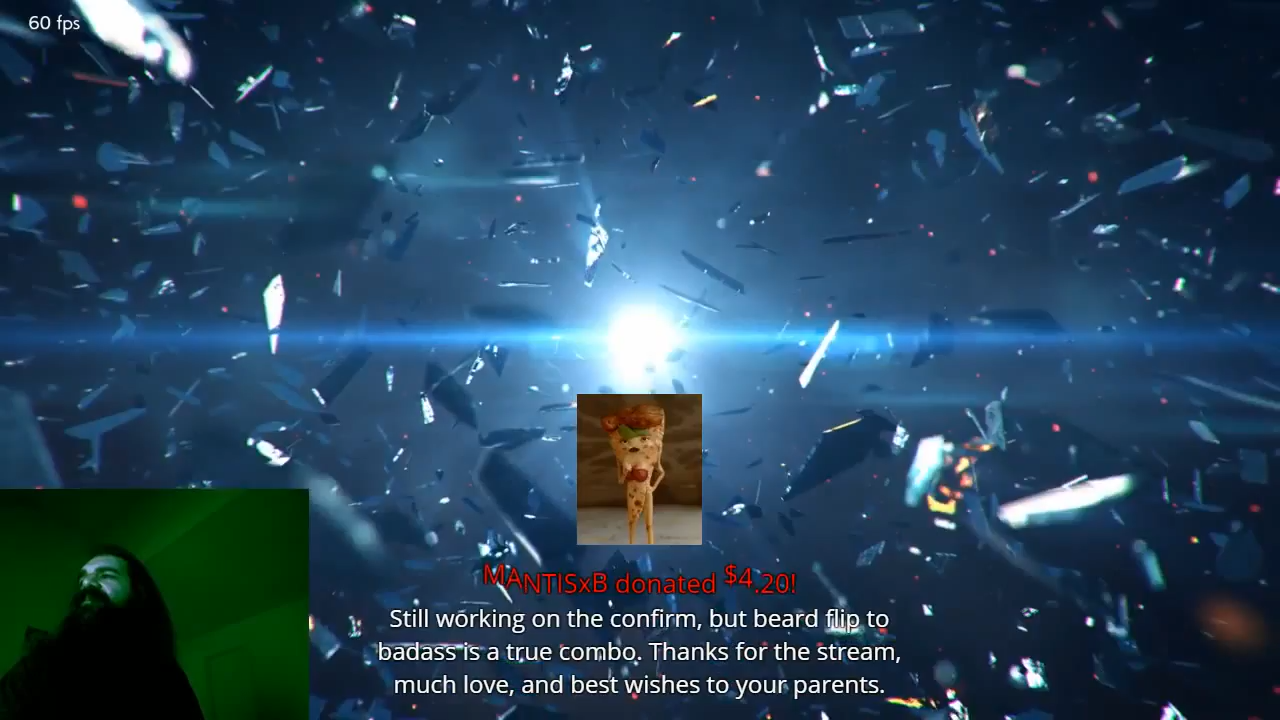 60 fps
MANTISxB donated $4.20!
Still working on the confirm, but beard flip to
badass is a true combo. Thanks for the stream,
much love, and best wishes to your parents.